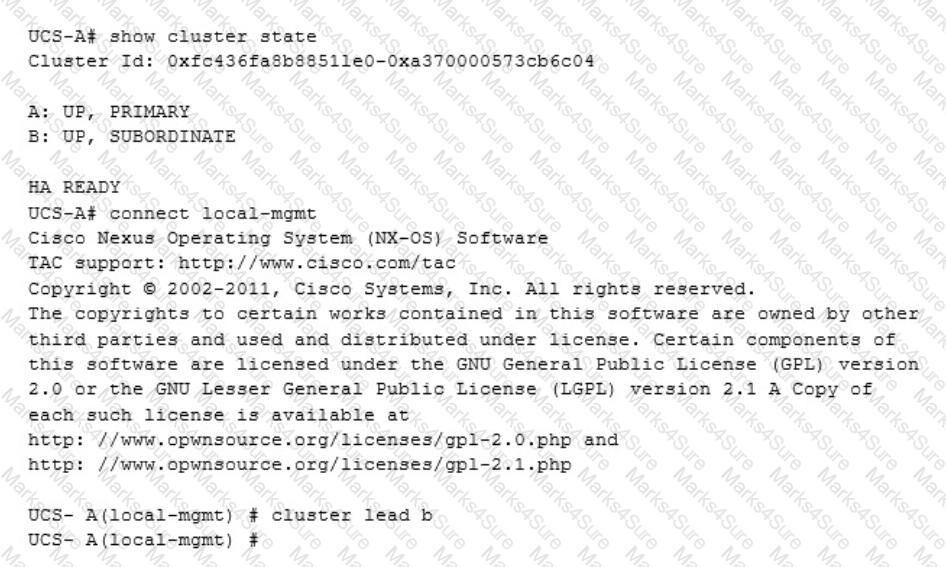 UCS-A# show cluster state
Cluster Id: 0xfc436fa8b88511e0-0xa370000573cb6c04
A: UP, PRIMARY
B: UP, SUBORDINATE
HA READY
UCS-A# connect local-mgmt
Cisco Nexus Operating System (NX-OS) Software
TAC support: http://www.cisco.com/tac
Copyright © 2002-2011, Cisco Systems, Inc. All rights reserved.
The copyrights to certain works contained in this software are owned by other
third parties and used and distributed under license. Certain components of
this software are licensed under the GNU General Public License (GPL) version
2.0 or the GNU Lesser General Public License (LGPL) version 2.1 A Copy of
each such license is available at
http: //www.opwnsource.org/licenses/gpl-2.0.php and
http: //www.opwnsource.org/licenses/gpl-2.1.php
UCS- A(local-mgmt) # cluster lead b
UCS- A(local-mgmt) #